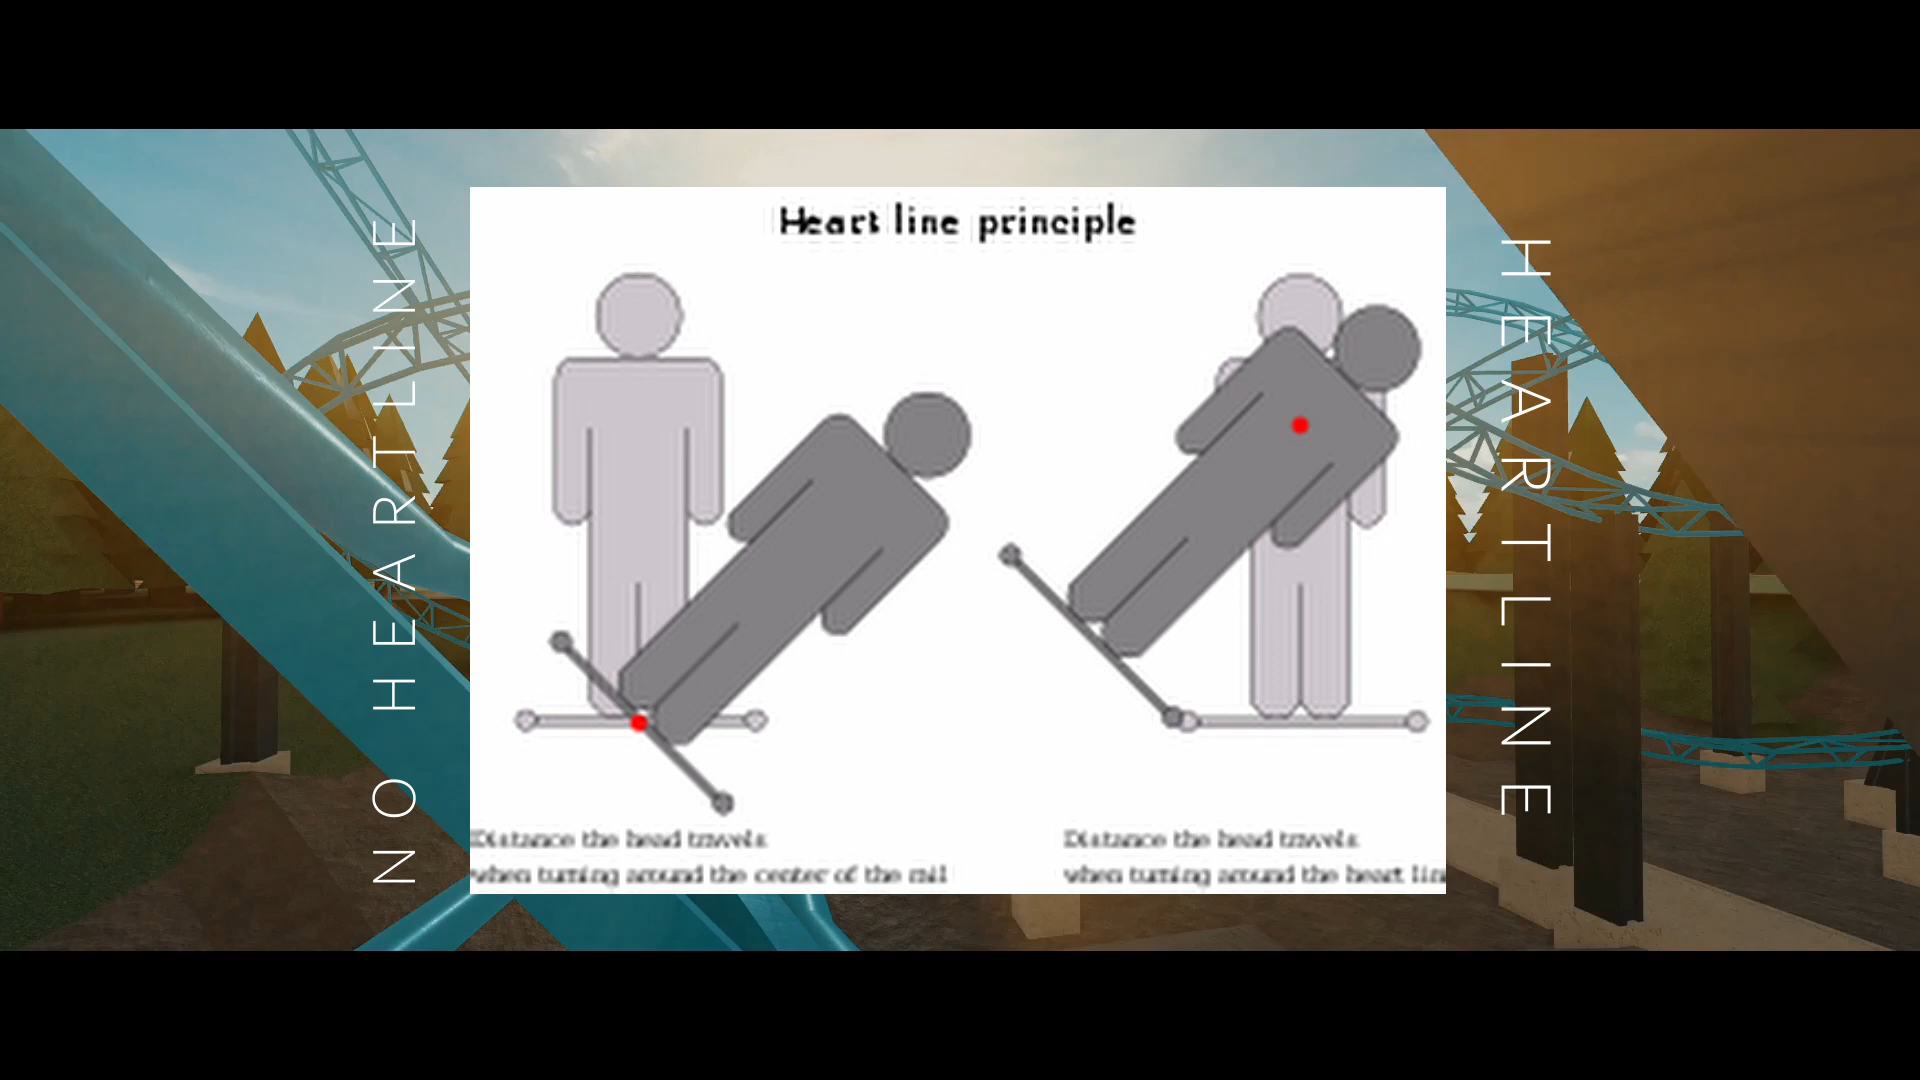 NO HEARTLINE
Heart line principle
Distance the head travels
when turning around the center of the rail
Distance the head travels
when turning around the heart lin
HEARTLINE